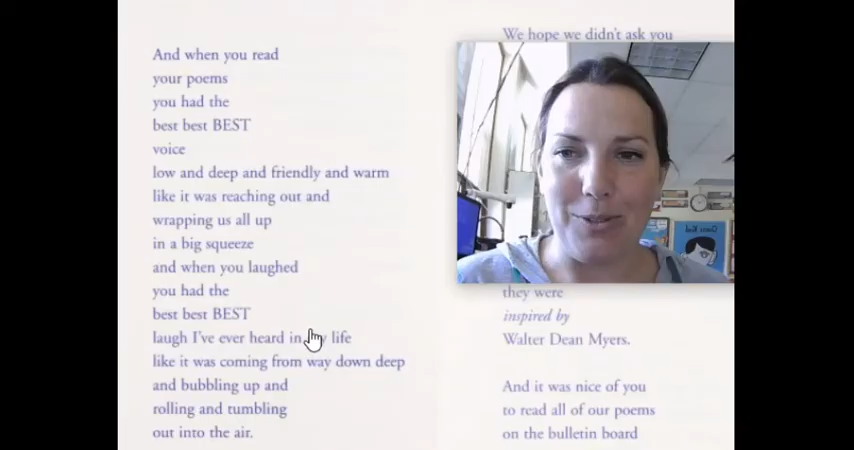 And when you read
your poems
you had the
best best BEST
voice
low and deep and friendly and warm
like it was reaching out and
wrapping us all up
in a big squeeze
and when you laughed
you had the
best best BEST
laugh I've ever heard in life
like it was coming from way down deep
and bubbling up and
rolling and tumbling
out into the air.
We hope we didn't ask you
they were
inspired by
Walter Dean Myers.
And it was nice of you
to read all of our poems
on the bulletin board